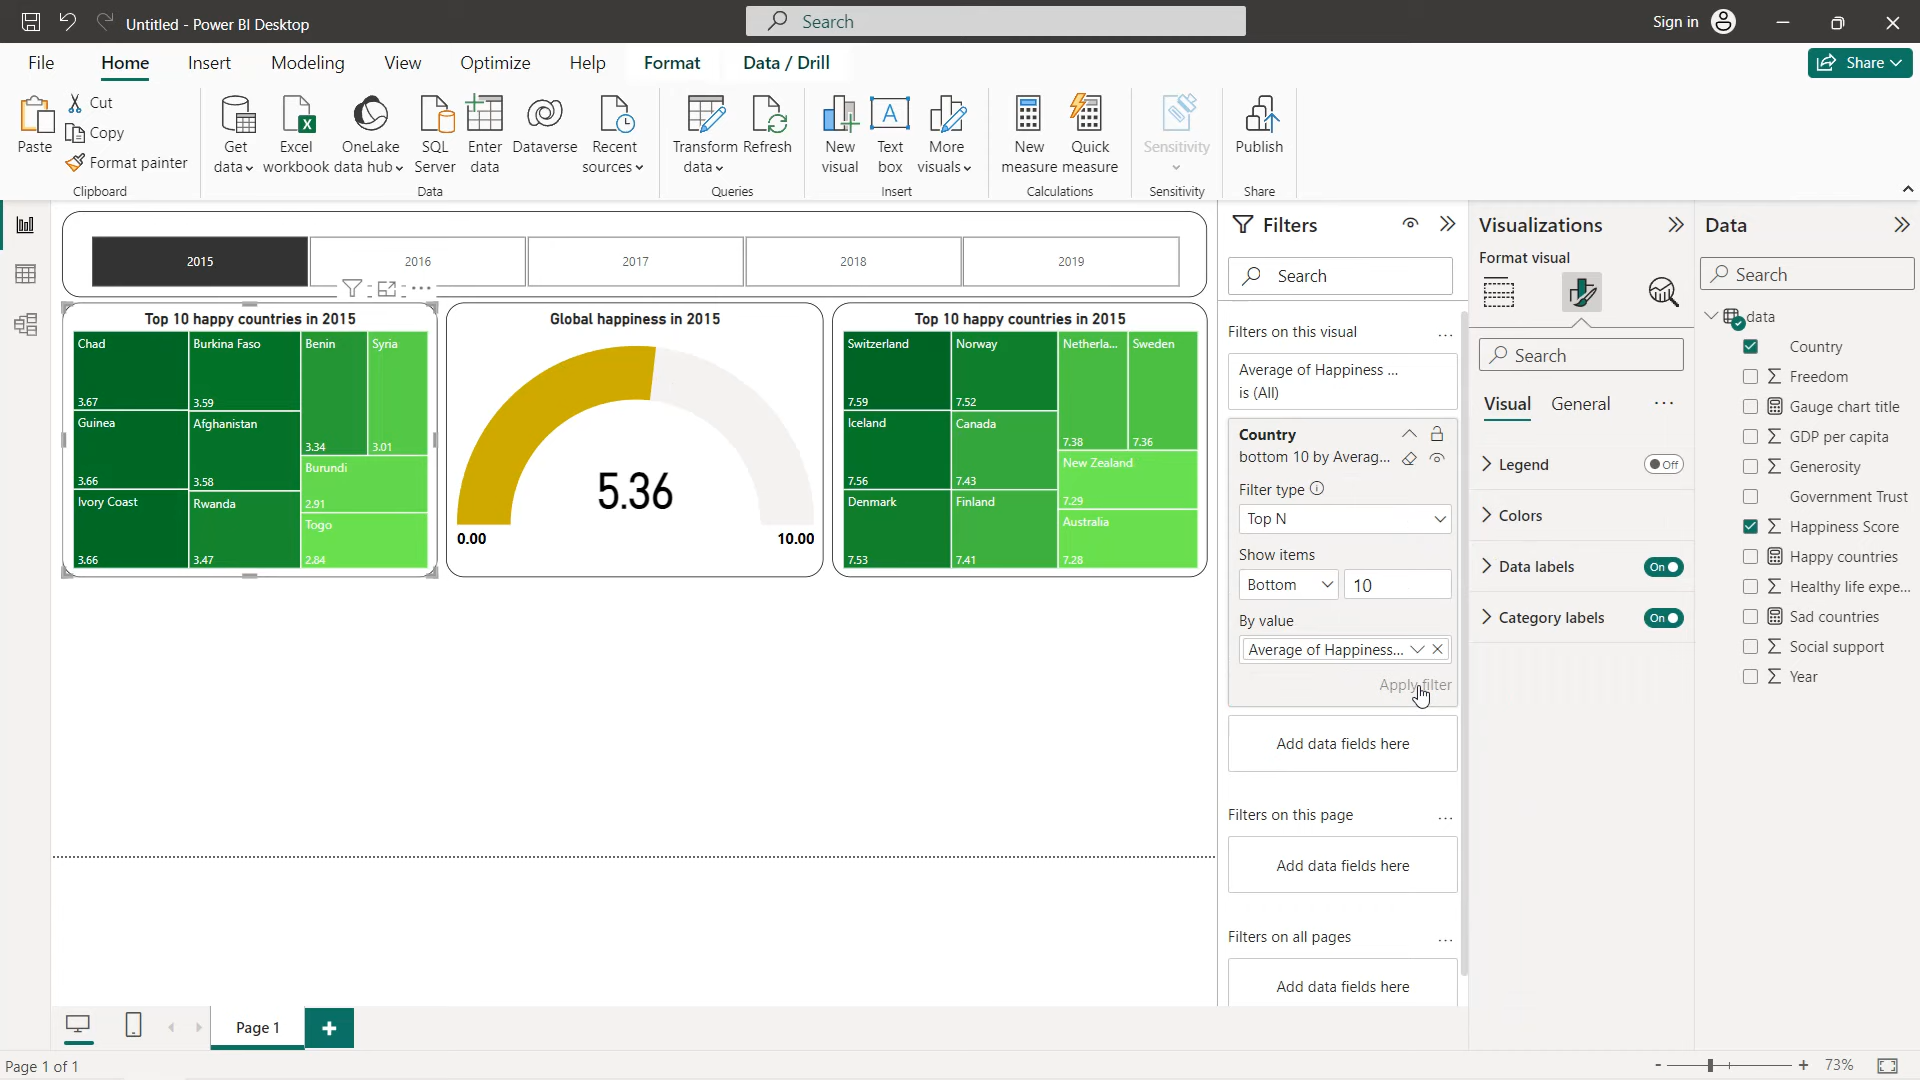 Untitled - Power BI Desktop
Search
Sign in
File
Home
Insert
Modeling
View
Optimize
Help
Format
Data / Drill
Share
Paste
Cut
Copy
Format painter
Clipboard
Get
data
Excel
workbook
OneLake
data hub
SQL
Server
Enter
data
Dataverse
Recent
sources
Data
Transform
data
Refresh
Queries
New
visual
Text
box
More
visuals
Insert
New
measure
Quick
measure
Calculations
Sensitivity
Sensitivity
Publish
Share
2015
2016
2017
2018
2019
Top 10 happy countries in 2015
Chad
3.67
Guinea
3.66
Ivory Coast
3.66
Burkina Faso
3.59
Afghanistan
3.58
Rwanda
3.47
Benin
3.34
Syria
3.01
Burundi
2.91
Togo
2.84
Global happiness in 2015
5.36
0.00
10.00
Top 10 happy countries in 2015
Switzerland
7.59
Iceland
7.56
Denmark
7.53
Norway
7.52
Canada
7.43
Finland
7.41
Netherla...
7.38
Sweden
7.36
New Zealand
7.29
Australia
7.28
Filters
Search
Filters on this visual
...
Average of Happiness ...
is (All)
Country
bottom 10 by Averag...
Filter type
Top N
Show items
Bottom
10
By value
Average of Happiness...
Apply filter
Add data fields here
Filters on this page
...
Add data fields here
Filters on all pages
...
Add data fields here
Visualizations
Format visual
Search
Visual
General
...
Legend
Off
Colors
Data labels
On
Category labels
On
Data
Search
data
Country
Freedom
Gauge chart title
GDP per capita
Generosity
Government Trust
Happiness Score
Happy countries
Healthy life expe...
Sad countries
Social support
Year
Page 1
Page 1 of 1
- + 73%